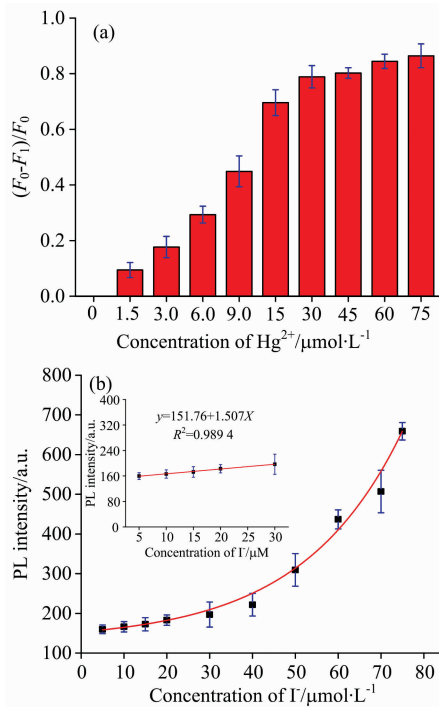 (a)
1.0
0.8
0.6
0.4
0.2
0.0
(F₀-F₁)/F₀
0 1.5 3.0 6.0 9.0 15 30 45 60 75
Concentration of Hg²⁺/μmol·L⁻¹
(b)
800
700
600
500
400
300
200
100
PL intensity/a.u.
y=151.76+1.507X
R²=0.989 4
400
320
240
160
80
0
PL intensity/a.u.
5 10 15 20 25 30
Concentration of I⁻/μM
0 10 20 30 40 50 60 70 80
Concentration of I⁻/μmol·L⁻¹